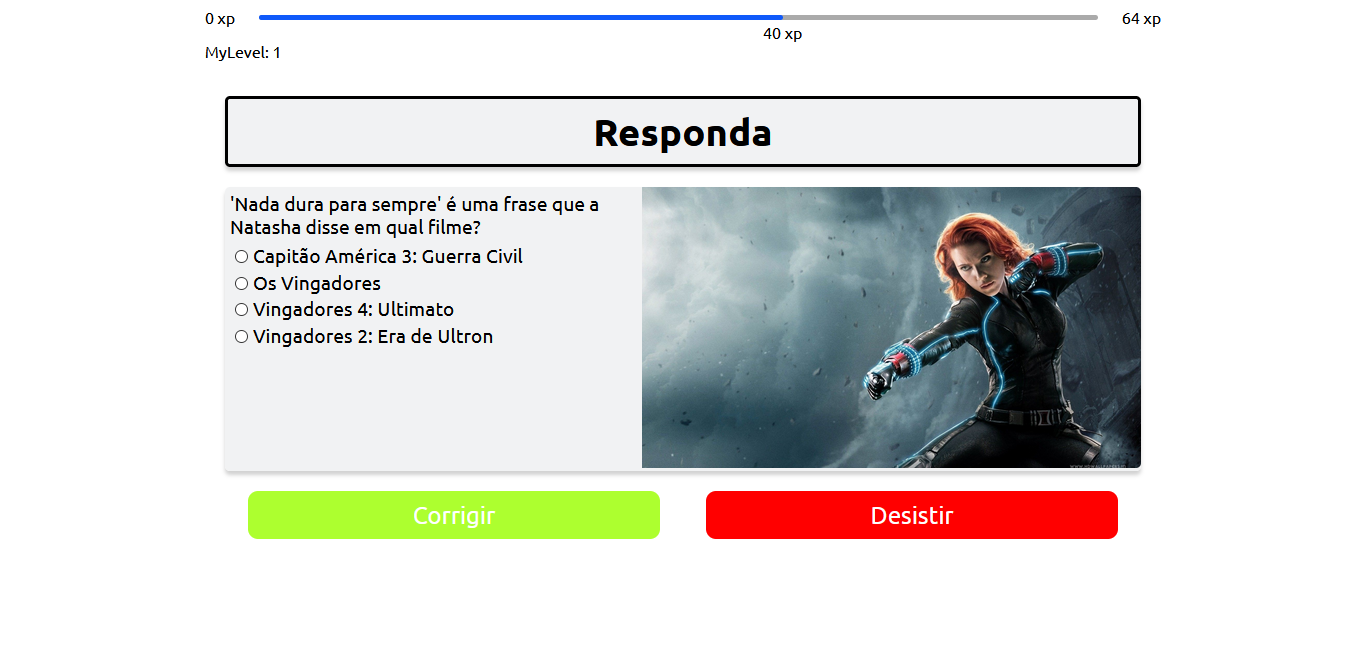 0 xp
64 xp
40 xp
MyLevel: 1
Responda
'Nada dura para sempre' é uma frase que a
Natasha disse em qual filme?
Capitão América 3: Guerra Civil
Os Vingadores
Vingadores 4: Ultimato
Vingadores 2: Era de Ultron
Corrigir
Desistir